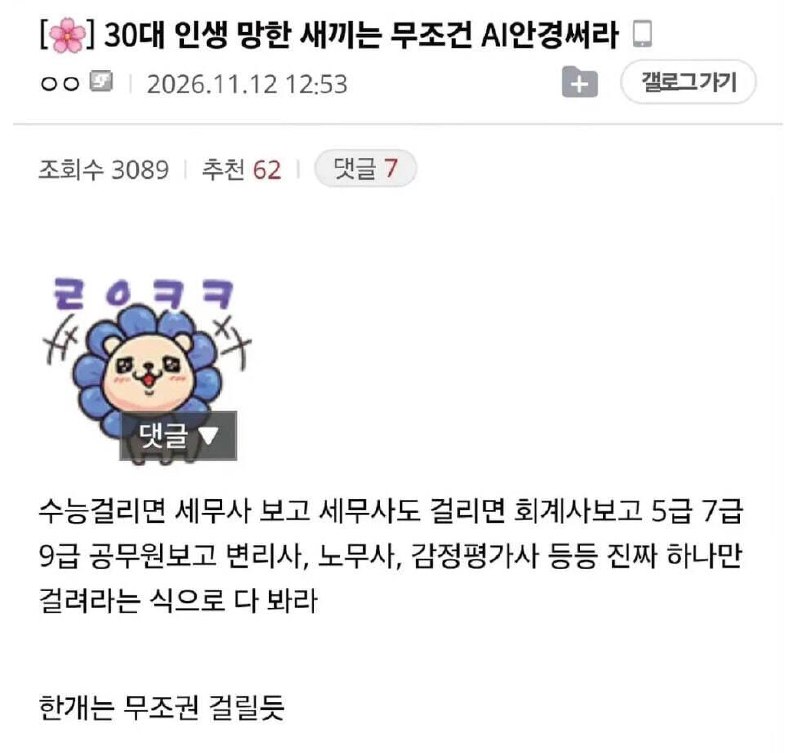 [🌸] 30대 인생 망한 새끼는 무조건 AI안경써라
ㅇㅇ 2026.11.12 12:53
갤로그가기
조회수 3089 추천 62 댓글 7
ㄹㅇㅋㅋ
댓글 ▼
수능걸리면 세무사 보고 세무사도 걸리면 회계사보고 5급 7급
9급 공무원보고 변리사, 노무사, 감정평가사 등등 진짜 하나만
걸려라는 식으로 다 봐라
한개는 무조권 걸릴듯